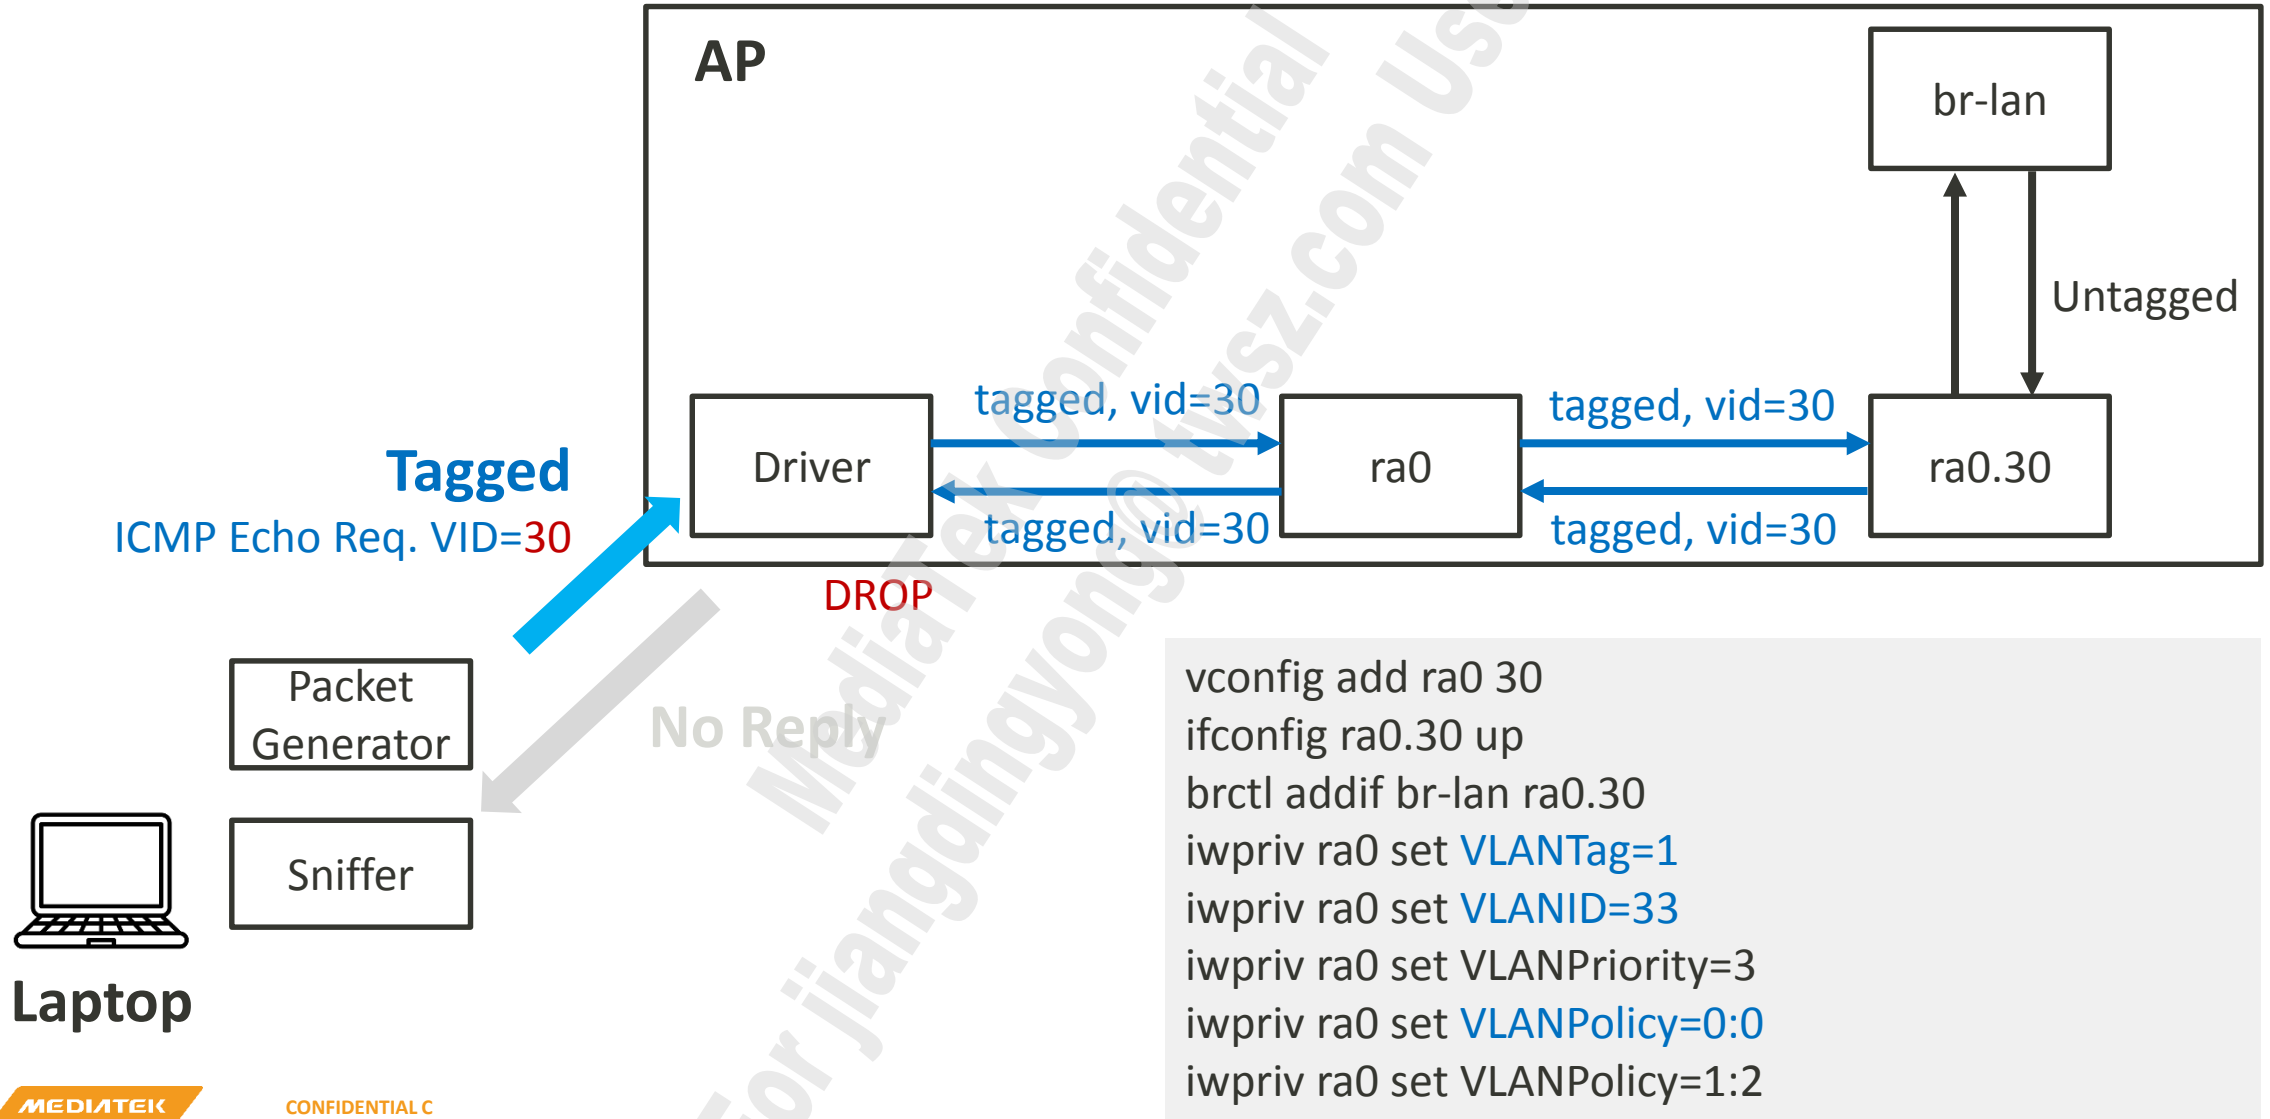 AP
br-lan
Untagged
tagged, vid=30
tagged, vid=30
Driver
ra0
ra0.30
tagged, vid=30
tagged, vid=30
Tagged
ICMP Echo Req. VID=30
DROP
Packet
Generator
No Reply
Sniffer
Laptop
vconfig add ra0 30
ifconfig ra0.30 up
brctl addif br-lan ra0.30
iwpriv ra0 set VLANTag=1
iwpriv ra0 set VLANID=33
iwpriv ra0 set VLANPriority=3
iwpriv ra0 set VLANPolicy=0:0
iwpriv ra0 set VLANPolicy=1:2
MediaTek Confidential
For jiangdingyong@twsz.com Use
MEDIATEK
CONFIDENTIAL C